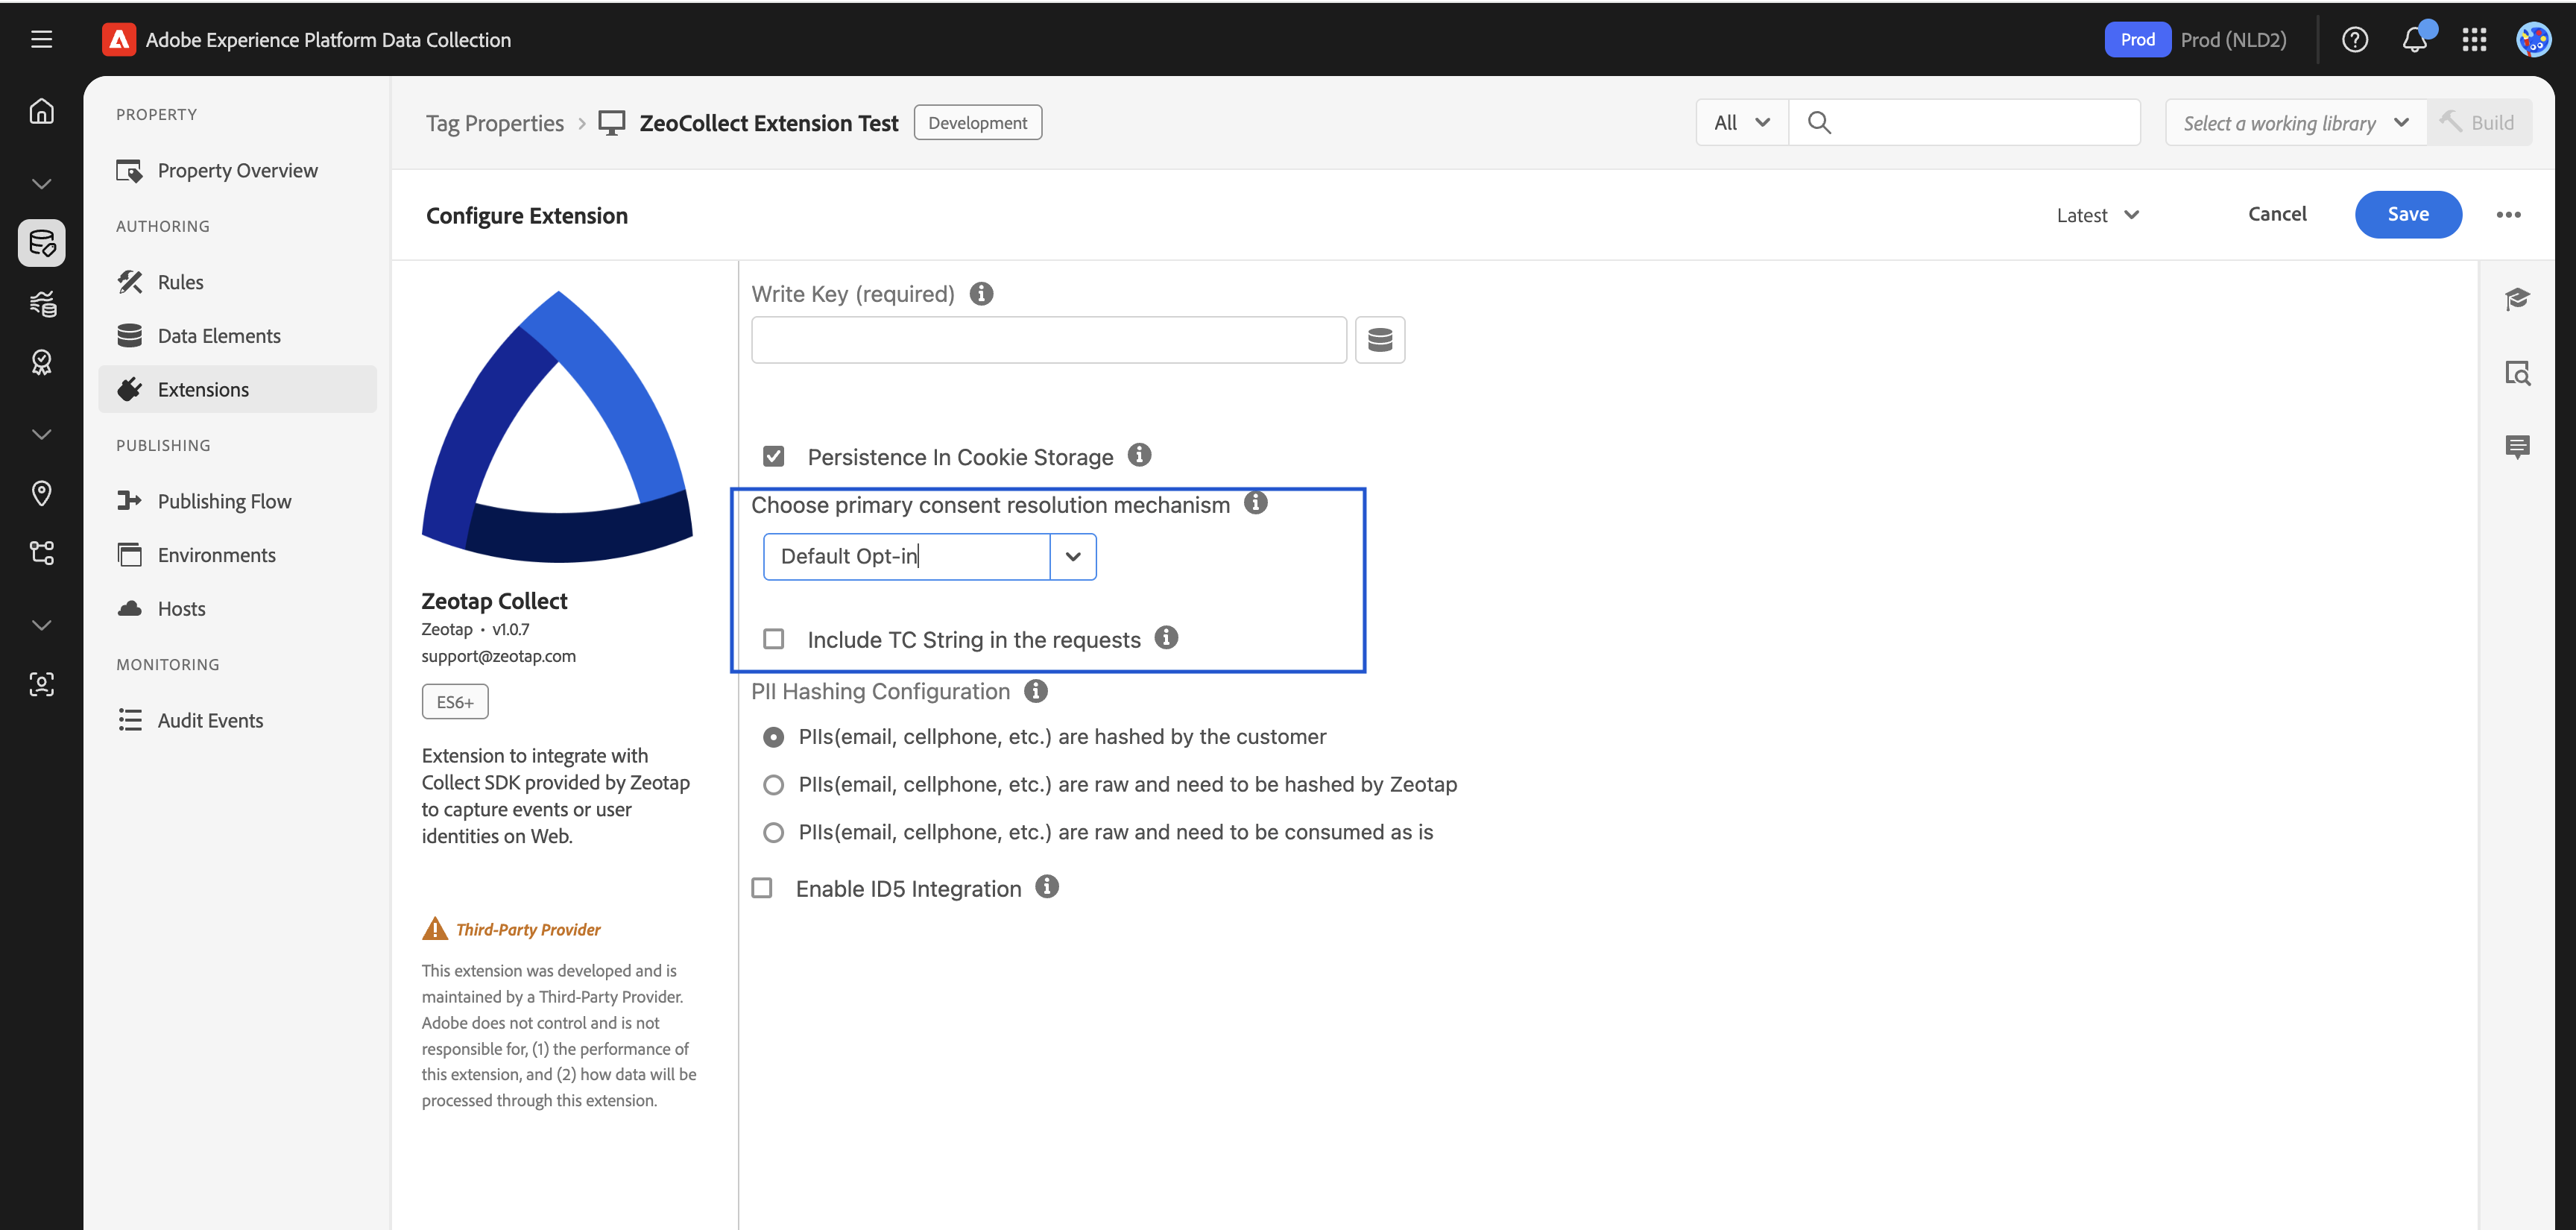 Adobe Experience Platform Data Collection
Prod Prod (NLD2)
PROPERTY
Property Overview
AUTHORING
Rules
Data Elements
Extensions
PUBLISHING
Publishing Flow
Environments
Hosts
MONITORING
Audit Events
Tag Properties > ZeoCollect Extension Test Development
All
Select a working library
Build
Configure Extension
Latest
Cancel
Save
Zeotap Collect
Zeotap • v1.0.7
support@zeotap.com
ES6+
Extension to integrate with
Collect SDK provided by Zeotap
to capture events or user
identities on Web.
Third-Party Provider
This extension was developed and is
maintained by a Third-Party Provider.
Adobe does not control and is not
responsible for, (1) the performance of
this extension, and (2) how data will be
processed through this extension.
Write Key (required)
Persistence In Cookie Storage
Choose primary consent resolution mechanism
Default Opt-in
Include TC String in the requests
PII Hashing Configuration
PIIs(email, cellphone, etc.) are hashed by the customer
PIIs(email, cellphone, etc.) are raw and need to be hashed by Zeotap
PIIs(email, cellphone, etc.) are raw and need to be consumed as is
Enable ID5 Integration